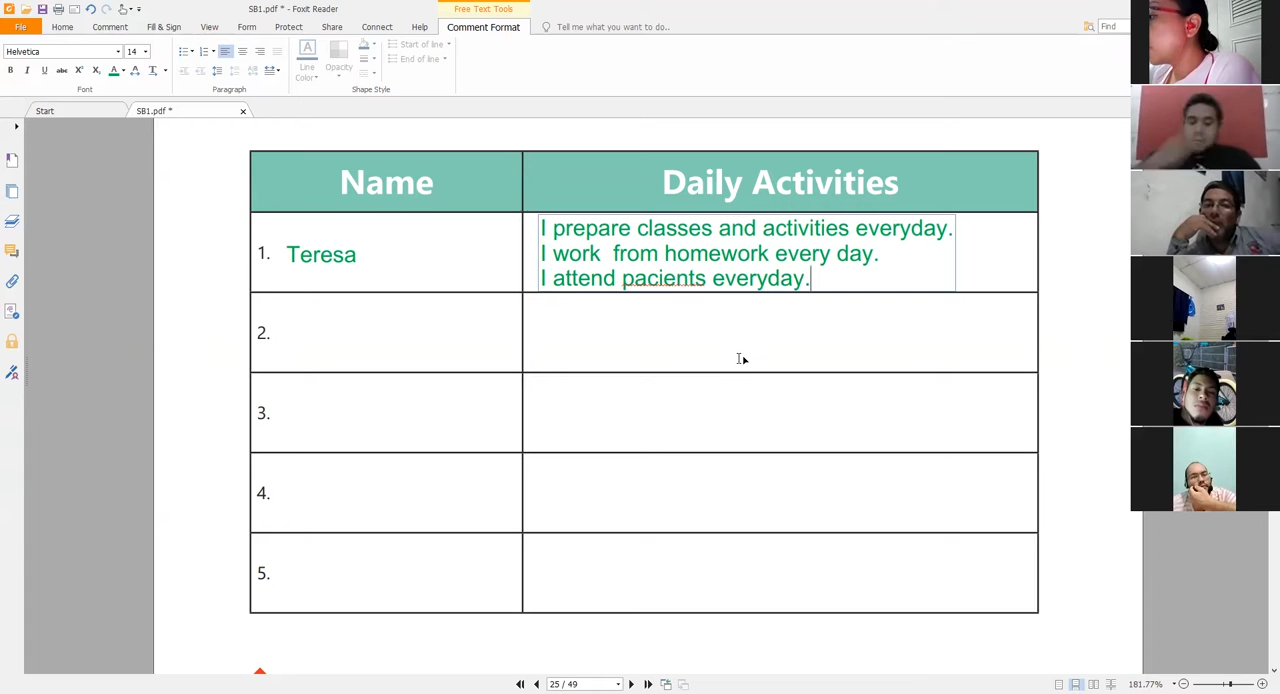 SB1.pdf * - Foxit Reader
Free Text Tools
File
Home
Comment
Fill & Sign
View
Form
Protect
Share
Connect
Help
Comment Format
Tell me what you want to do..
Find
Helvetica
14
Start of line
End of line
B I U abc X² X₂ A
A
Line
Color
Opacity
Font
Paragraph
Shape Style
Start
SB1.pdf *
Name
Daily Activities
1. Teresa
I prepare classes and activities everyday.
I work  from homework every day.
I attend pacients everyday.
2.
3.
4.
5.
25 / 49
181.77%